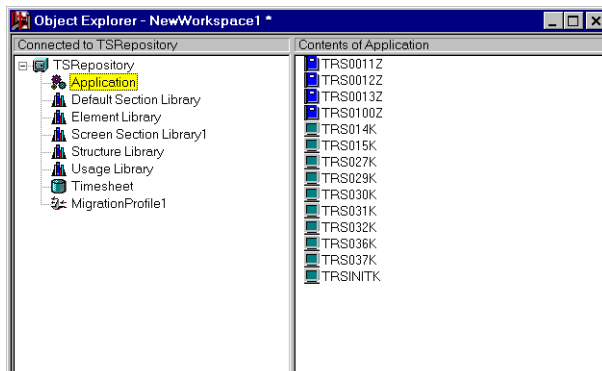 Object Explorer - NewWorkspace1 *
Connected to TSRepository
TSRepository
Application
Default Section Library
Element Library
Screen Section Library1
Structure Library
Usage Library
Timesheet
MigrationProfile1
Contents of Application
TRS0011Z
TRS0012Z
TRS0013Z
TRS0100Z
TRS014K
TRS015K
TRS027K
TRS029K
TRS030K
TRS031K
TRS032K
TRS036K
TRS037K
TRSINITK